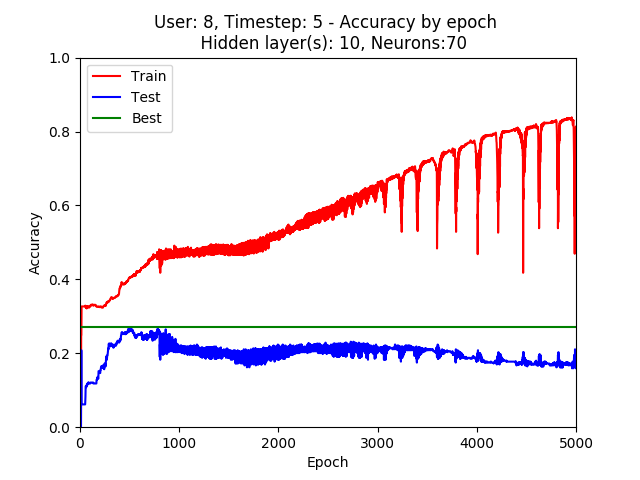 User: 8, Timestep: 5 - Accuracy by epoch
Hidden layer(s): 10, Neurons:70
Train
Test
Best
Accuracy
1.0
0.8
0.6
0.4
0.2
0.0
0 1000 2000 3000 4000 5000
Epoch